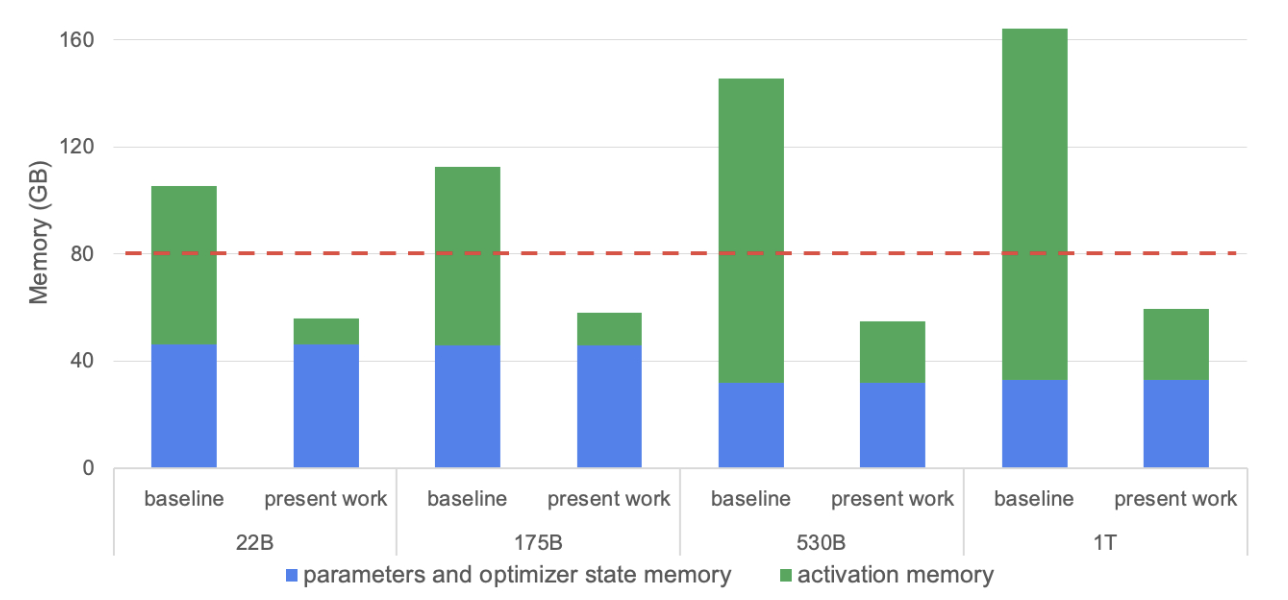 160
120
80
40
0
Memory (GB)
baseline present work baseline present work baseline present work baseline present work
22B 175B 530B 1T
parameters and optimizer state memory activation memory